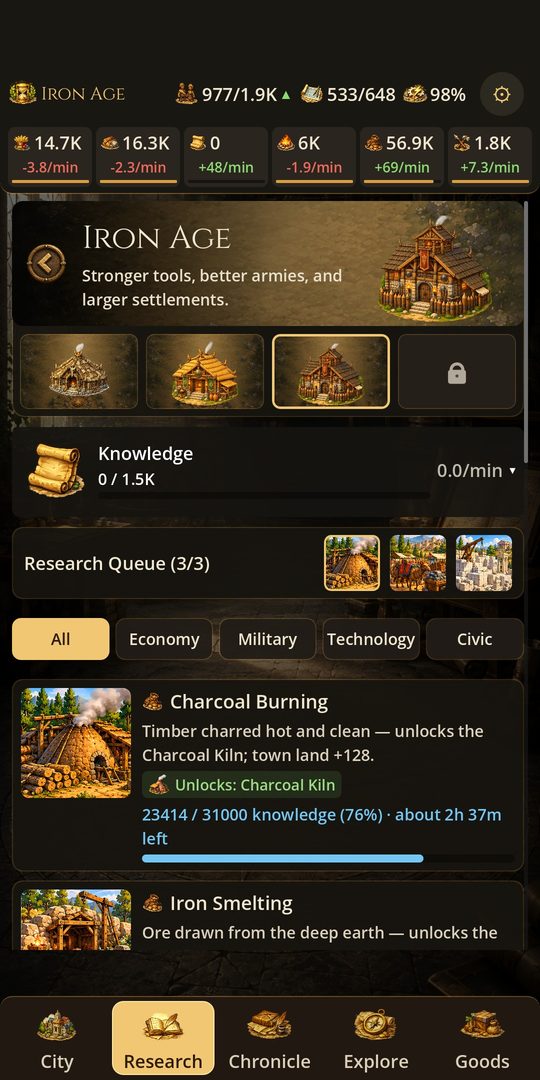 Iron Age
977/1.9K
533/648
98%
14.7K
-3.8/min
16.3K
-2.3/min
0
+48/min
6K
-1.9/min
56.9K
+69/min
1.8K
+7.3/min
Iron Age
Stronger tools, better armies, and
larger settlements.
Knowledge
0 / 1.5K
0.0/min
Research Queue (3/3)
All
Economy
Military
Technology
Civic
Charcoal Burning
Timber charred hot and clean — unlocks the
Charcoal Kiln; town land +128.
Unlocks: Charcoal Kiln
23414 / 31000 knowledge (76%) · about 2h 37m
left
Iron Smelting
Ore drawn from the deep earth — unlocks the
City
Research
Chronicle
Explore
Goods